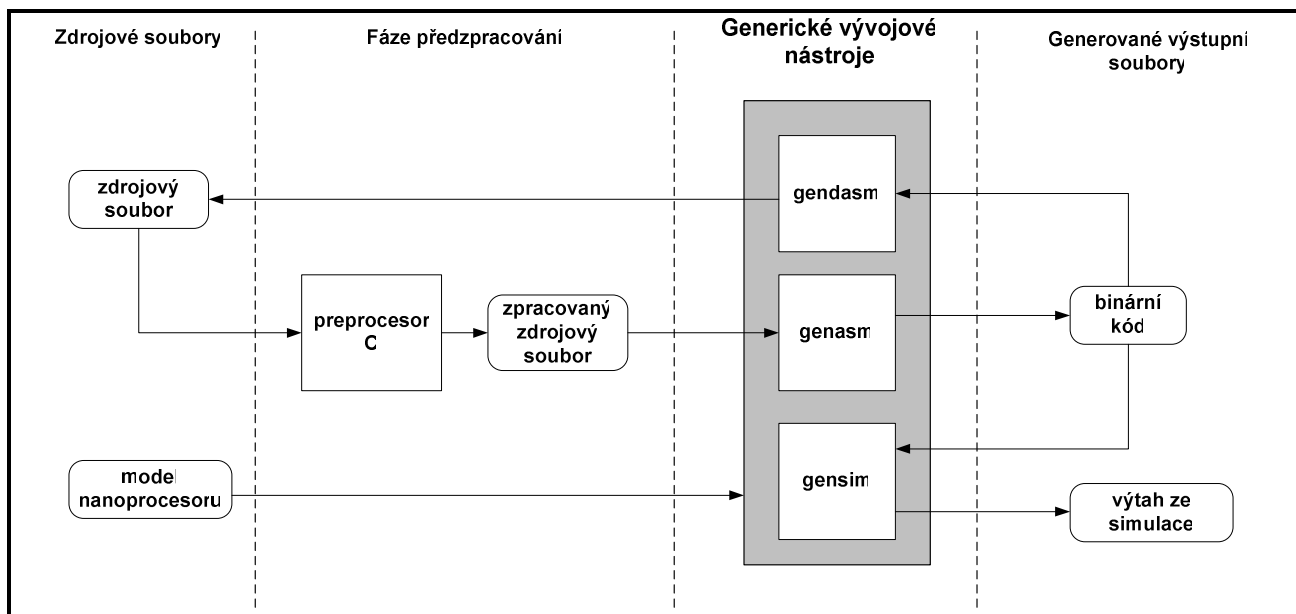 Zdrojové soubory
Fáze předzpracování
Generické vývojové
nástroje
Generované výstupní
soubory
zdrojový
soubor
gendasm
preprocesor
C
zpracovaný
zdrojový
soubor
genasm
binární
kód
model
nanoprocesoru
gensim
výtah ze
simulace